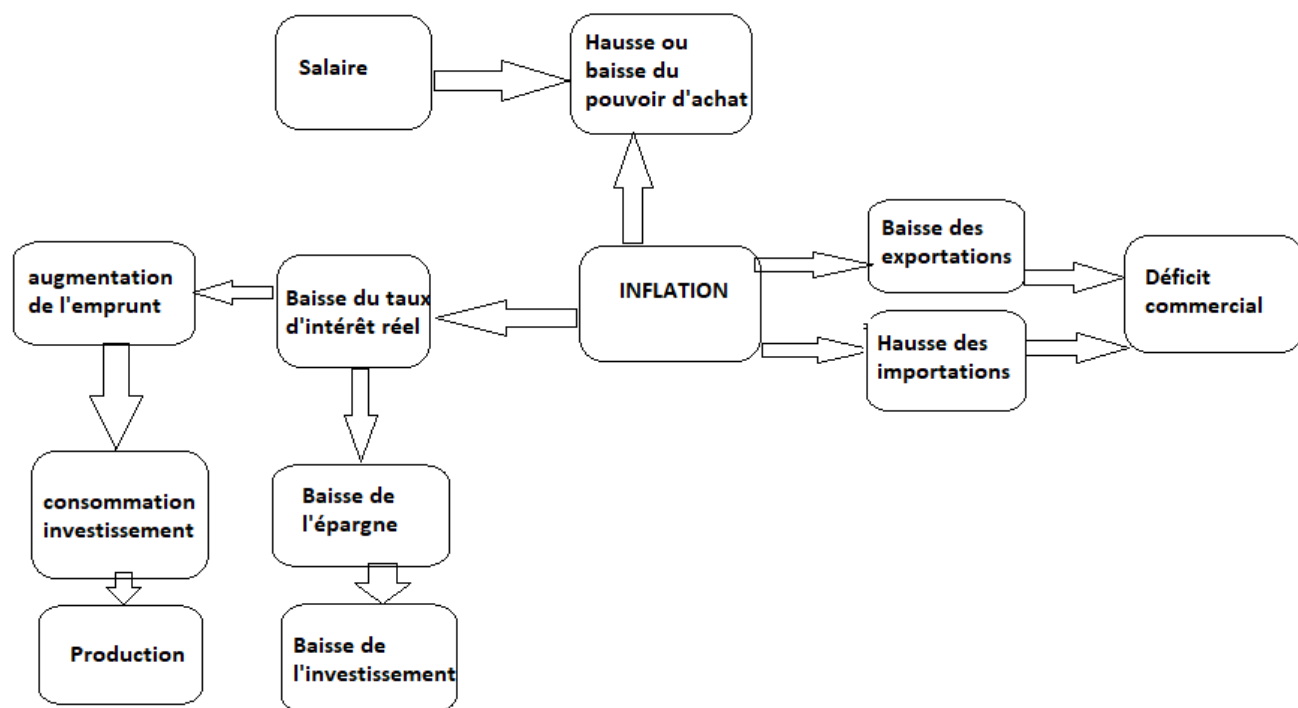 Salaire
Hausse ou
baisse du
pouvoir d'achat
augmentation
de l'emprunt
Baisse du taux
d'intérêt réel
INFLATION
Baisse des
exportations
Hausse des
importations
Déficit
commercial
consommation
investissement
Baisse de
l'épargne
Production
Baisse de
l'investissement